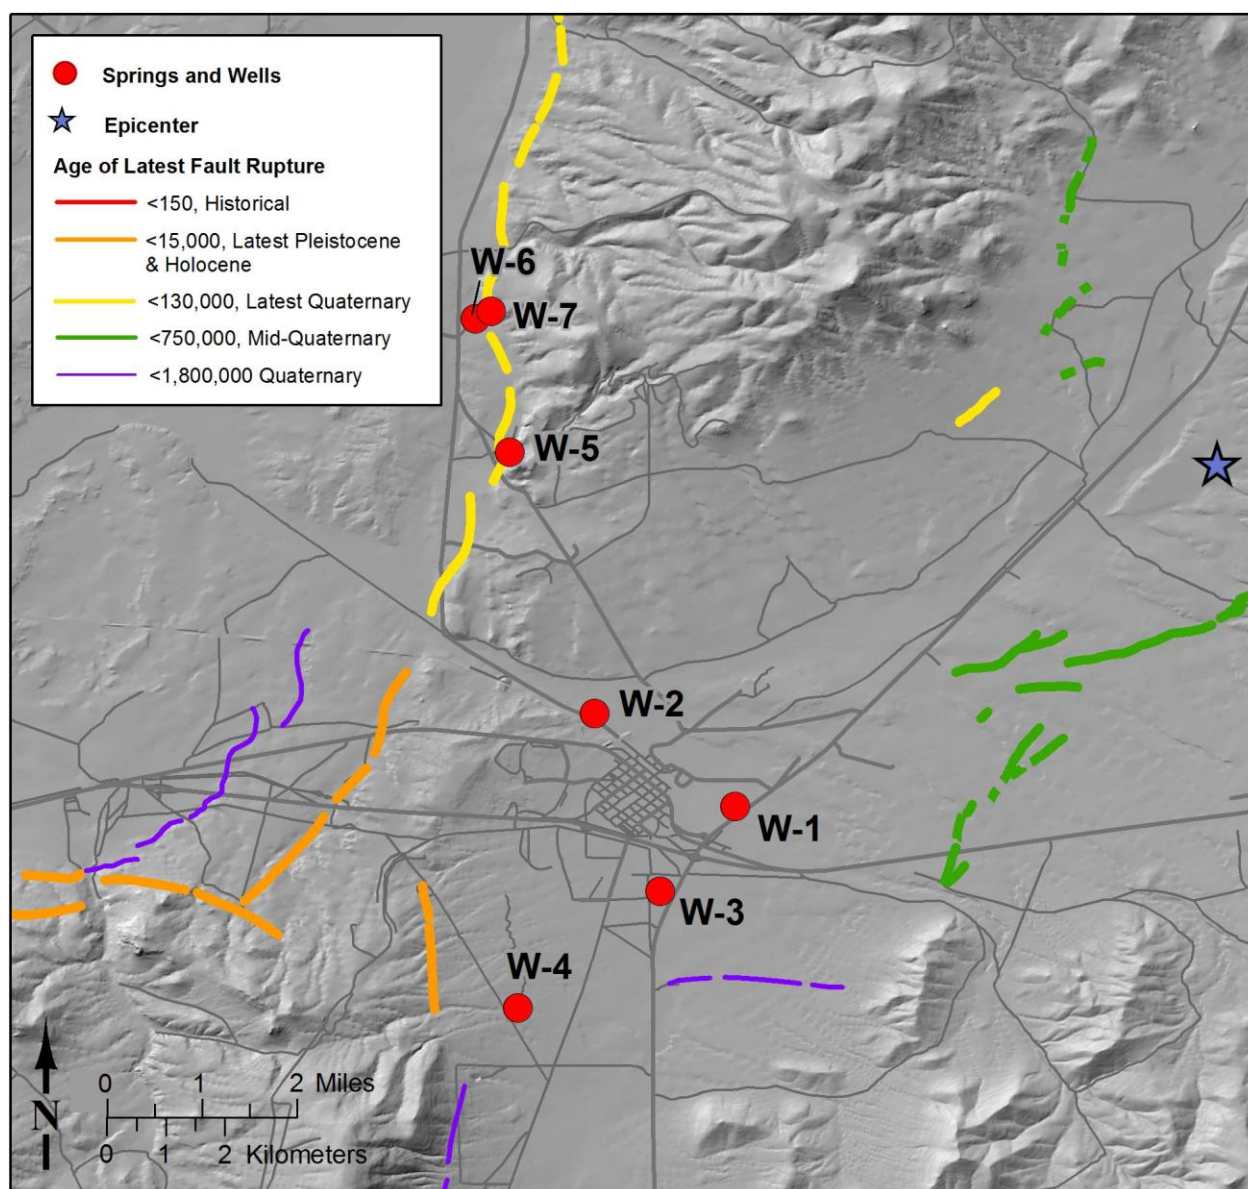 Springs and Wells
Epicenter
Age of Latest Fault Rupture
<150, Historical
<15,000, Latest Pleistocene
& Holocene
<130,000, Latest Quaternary
<750,000, Mid-Quaternary
<1,800,000 Quaternary
W-6
W-7
W-5
W-2
W-1
W-3
W-4
N
0 1 2 Miles
0 1 2 Kilometers